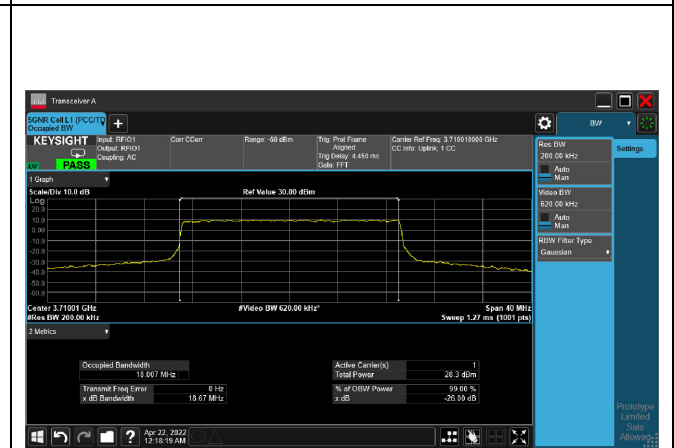 Transceiver A
5GNR Cell L1 (PCC/TD
Occupied BW
+
BW
KEYSIGHT
Input: RFIO1
Output: RFIO1
Coupling: AC
Corr CCorr
Range: -60 dBm
Trig: Prot Frame
Aligned
Trig Delay: 4.450 ms
Gate: FFT
Carrier Ref Freq: 3.710010000 GHz
CC Info: Uplink, 1 CC
PASS
Res BW
200.00 kHz
Auto
Man
Settings
Video BW
620.00 kHz
Auto
Man
RBW Filter Type
Gaussian
1 Graph
Scale/Div 10.0 dB
Ref Value 30.00 dBm
Log
20.0
10.0
0.00
-10.0
-20.0
-30.0
-40.0
-50.0
-60.0
Center 3.71001 GHz
#Video BW 620.00 kHz*
Span 40 MHz
#Res BW 200.00 kHz
Sweep 1.27 ms (1001 pts)
2 Metrics
Occupied Bandwidth
18.007 MHz
Active Carrier(s) 1
Total Power 28.3 dBm
Transmit Freq Error 0 Hz
x dB Bandwidth 18.67 MHz
% of OBW Power 99.00 %
x dB -26.00 dB
Prototype
Limited
Sale
Allowed
Apr 22, 2022
12:18:19 AM
?